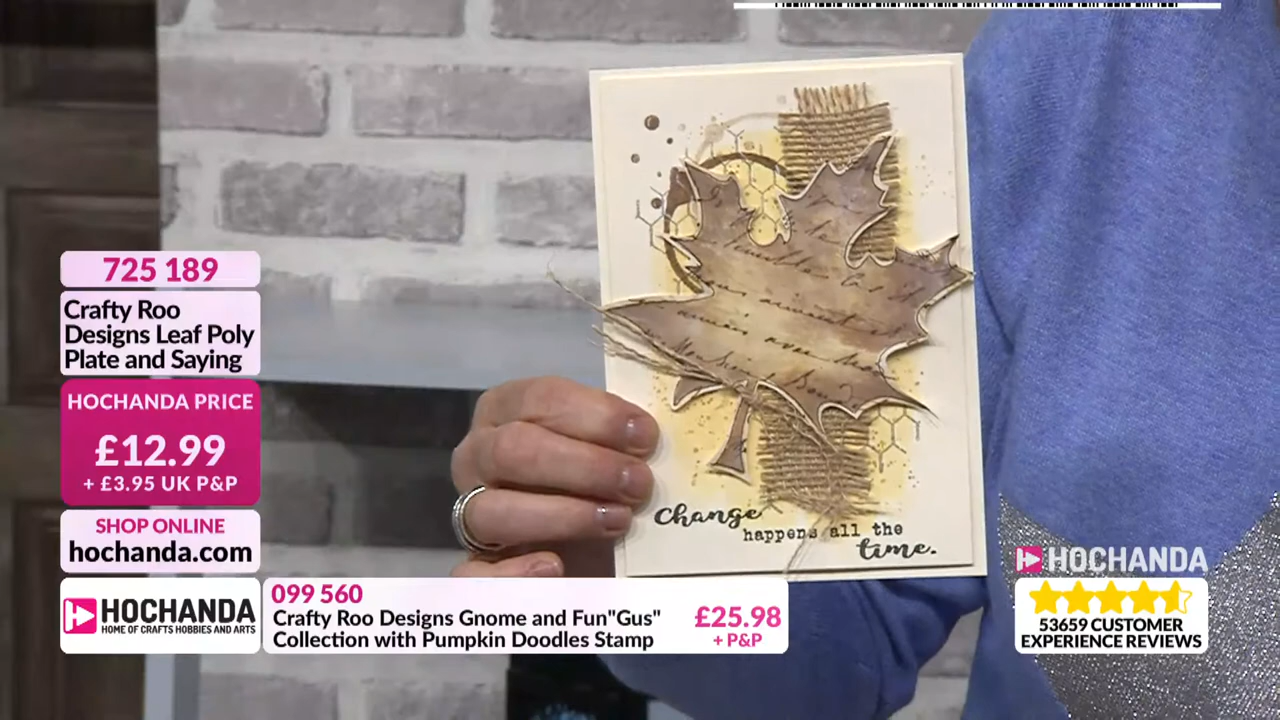 725 189
Crafty Roo
Designs Leaf Poly
Plate and Saying
HOCHANDA PRICE
£12.99
+ £3.95 UK P&P
SHOP ONLINE
hochanda.com
HOCHANDA
HOME OF CRAFTS HOBBIES AND ARTS
099 560
Crafty Roo Designs Gnome and Fun"Gus"
Collection with Pumpkin Doodles Stamp
£25.98
+ P&P
Change
happens all the
time.
HOCHANDA
53659 CUSTOMER
EXPERIENCE REVIEWS